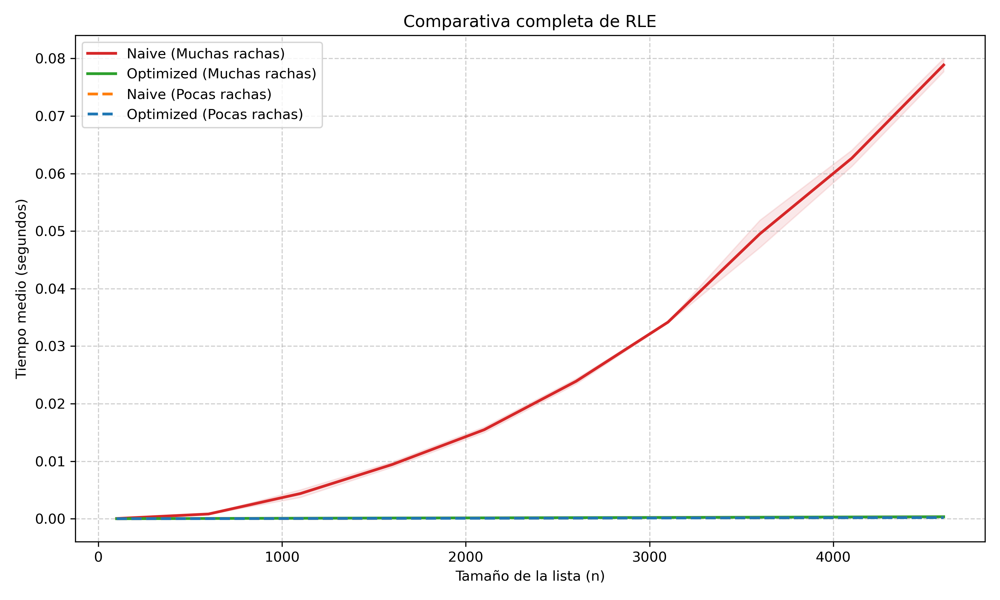 Comparativa completa de RLE
Naive (Muchas rachas)
Optimized (Muchas rachas)
Naive (Pocas rachas)
Optimized (Pocas rachas)
Tiempo medio (segundos)
0.08
0.07
0.06
0.05
0.04
0.03
0.02
0.01
0.00
0 1000 2000 3000 4000
Tamaño de la lista (n)